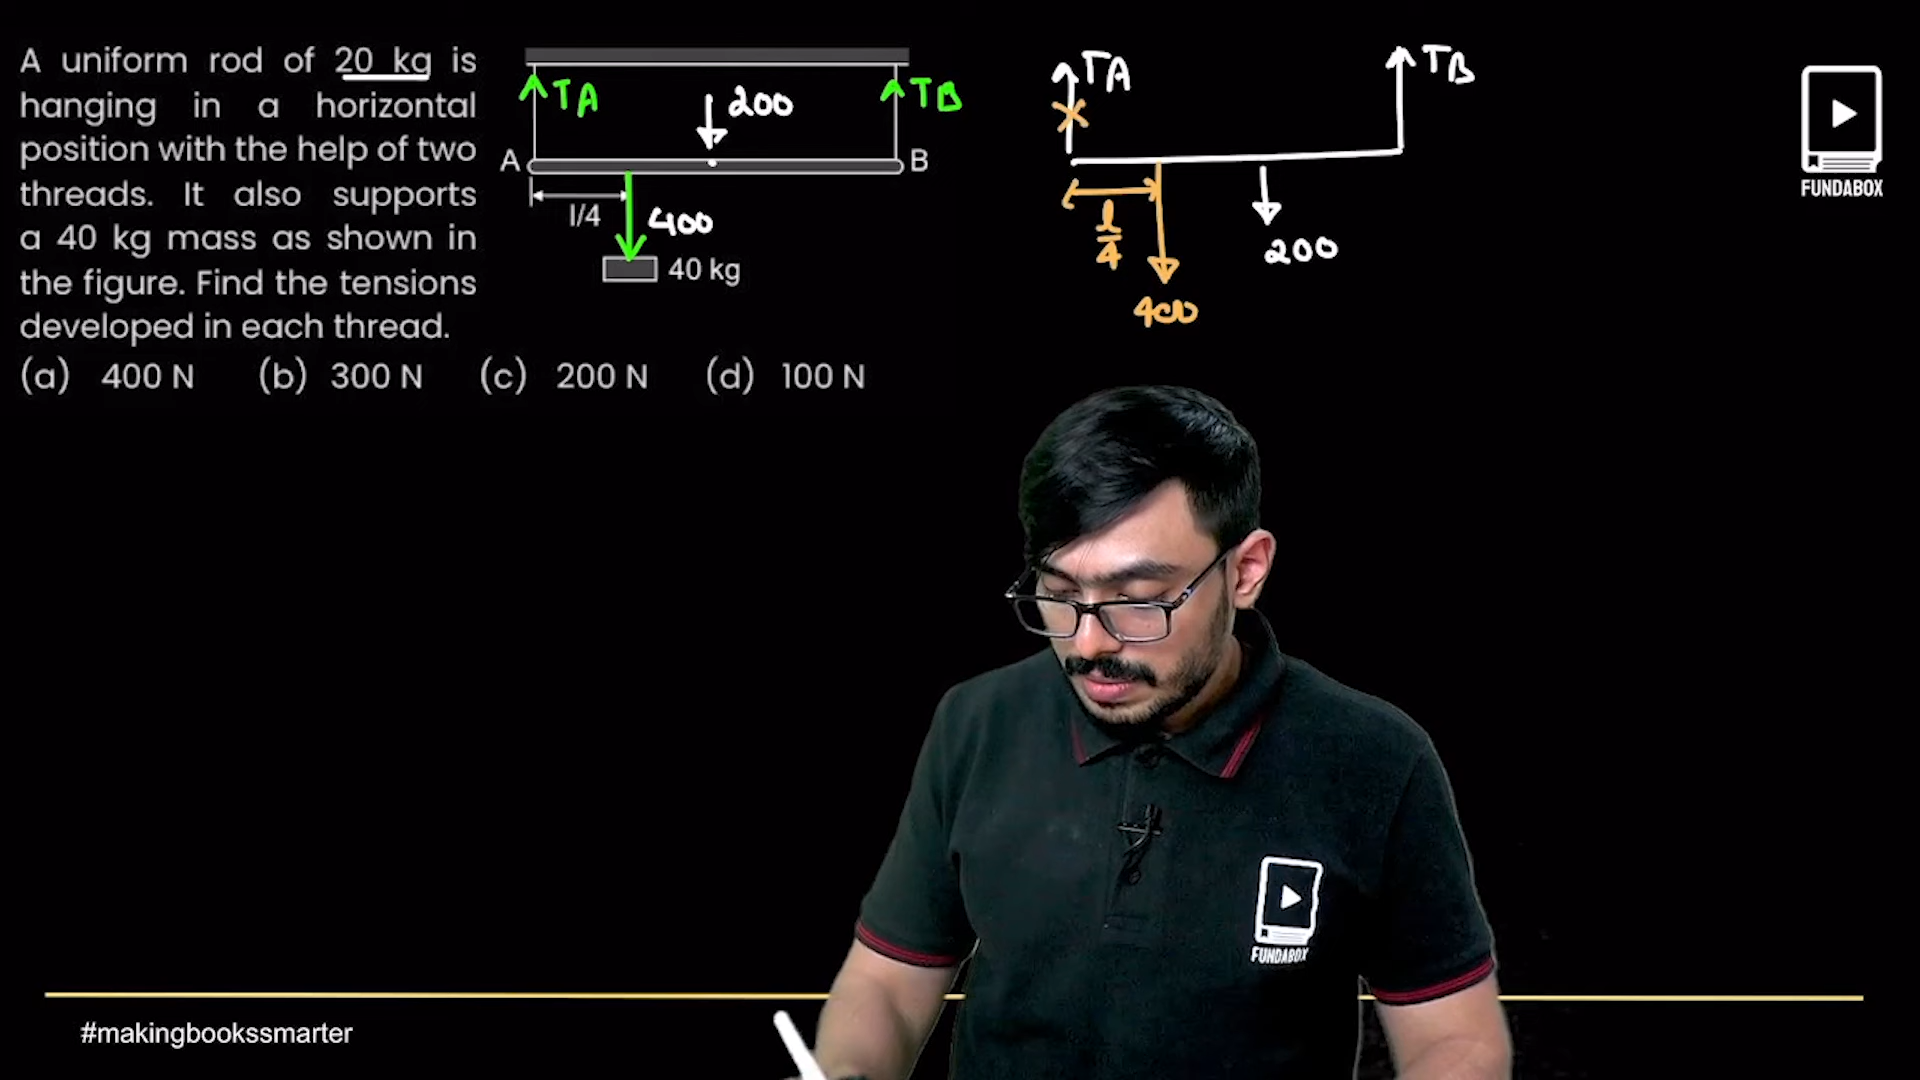 A uniform rod of 20 kg is
hanging in a horizontal
position with the help of two
threads. It also supports
a 40 kg mass as shown in
the figure. Find the tensions
developed in each thread.
(a) 400 N (b) 300 N (c) 200 N (d) 100 N
TA
200
TB
A
B
l/4
400
40 kg
TA
TB
l/4
200
400
FUNDABOX
FUNDABOX
#makingbookssmarter